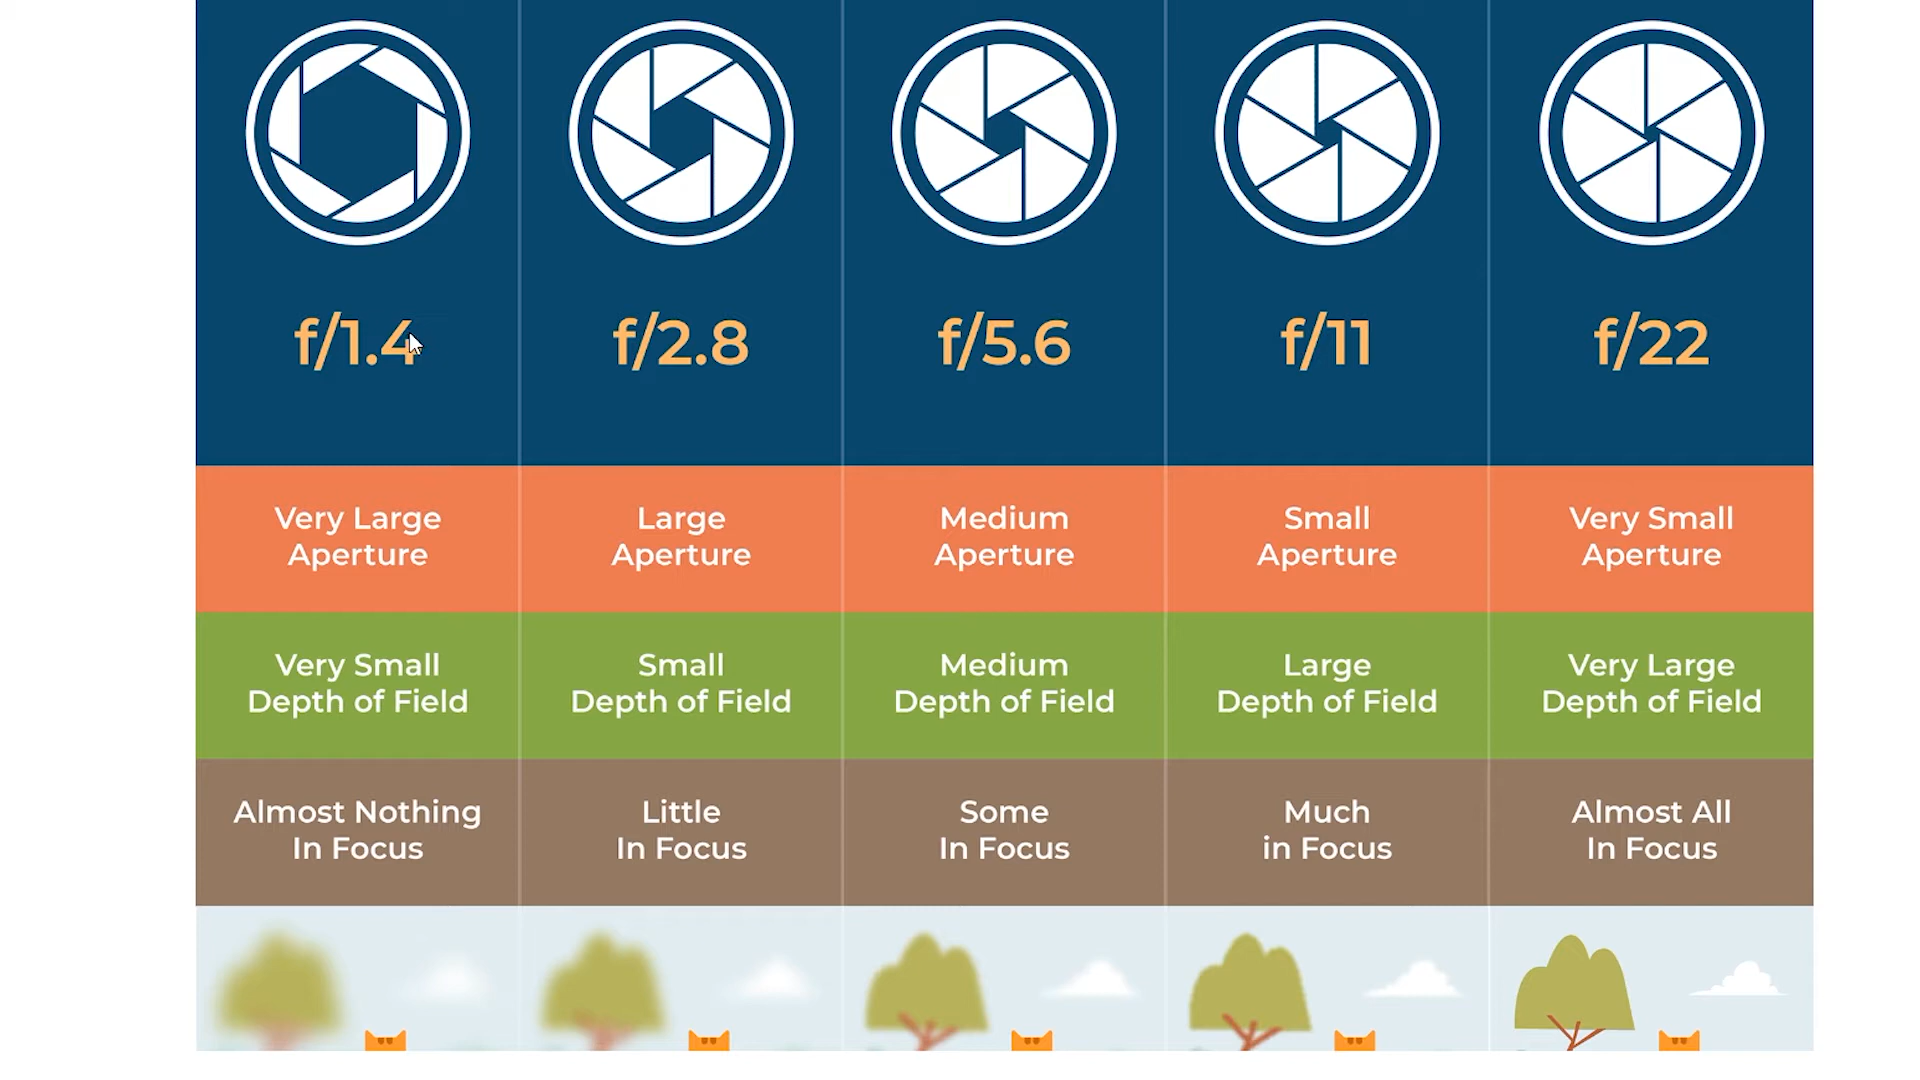 f/1.4
f/2.8
f/5.6
f/11
f/22
Very Large
Aperture
Large
Aperture
Medium
Aperture
Small
Aperture
Very Small
Aperture
Very Small
Depth of Field
Small
Depth of Field
Medium
Depth of Field
Large
Depth of Field
Very Large
Depth of Field
Almost Nothing
In Focus
Little
In Focus
Some
In Focus
Much
in Focus
Almost All
In Focus